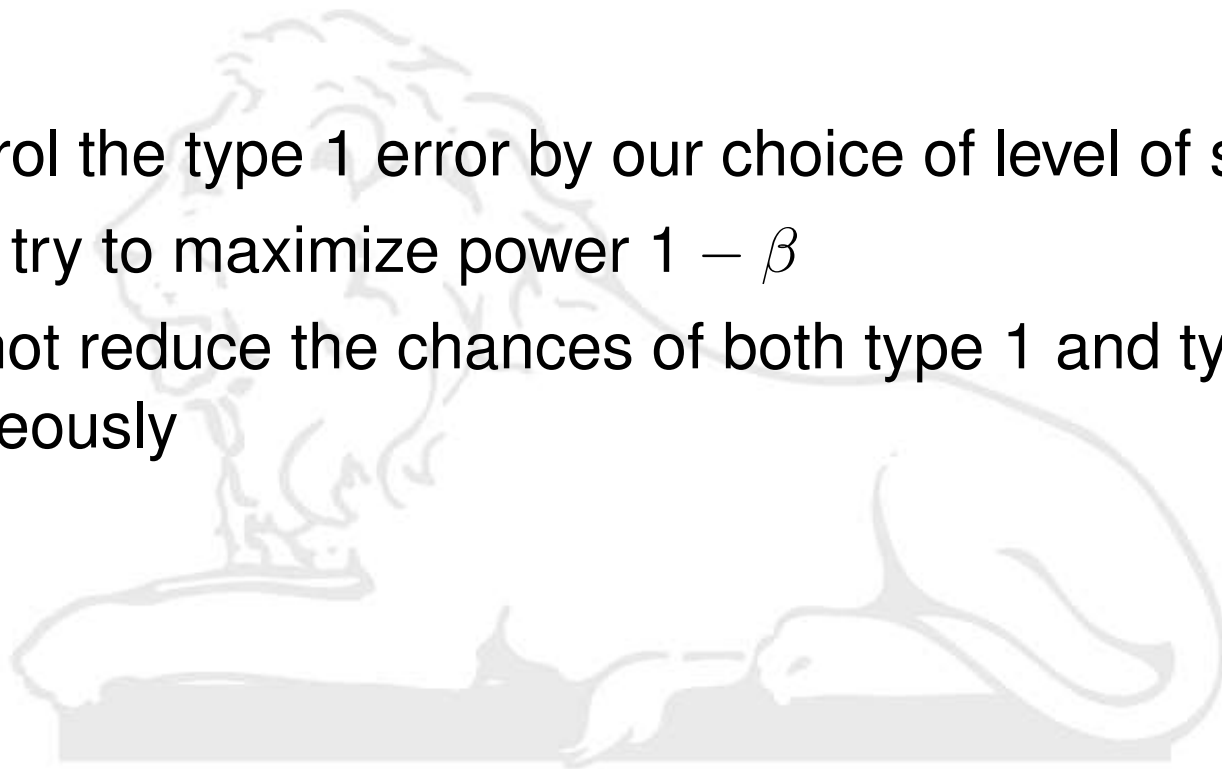 rol the type 1 error by our choice of level of s
try to maximize power 1 − β
not reduce the chances of both type 1 and ty
eously